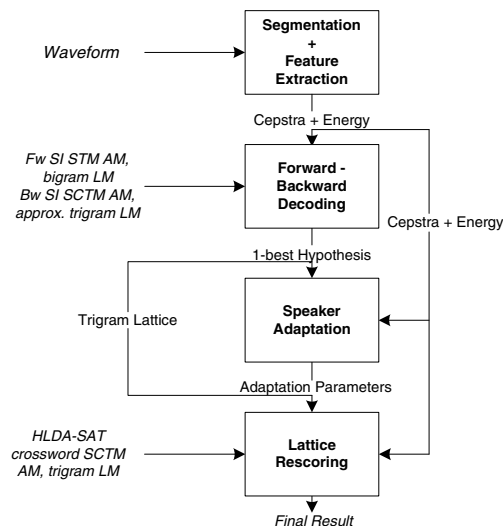 Segmentation
+
Feature
Extraction
Waveform
Cepstra + Energy
Fw SI STM AM,
bigram LM
Bw SI SCTM AM,
approx. trigram LM
Forward -
Backward
Decoding
Cepstra + Energy
1-best Hypothesis
Trigram Lattice
Speaker
Adaptation
Adaptation Parameters
HLDA-SAT
crossword SCTM
AM, trigram LM
Lattice
Rescoring
Final Result